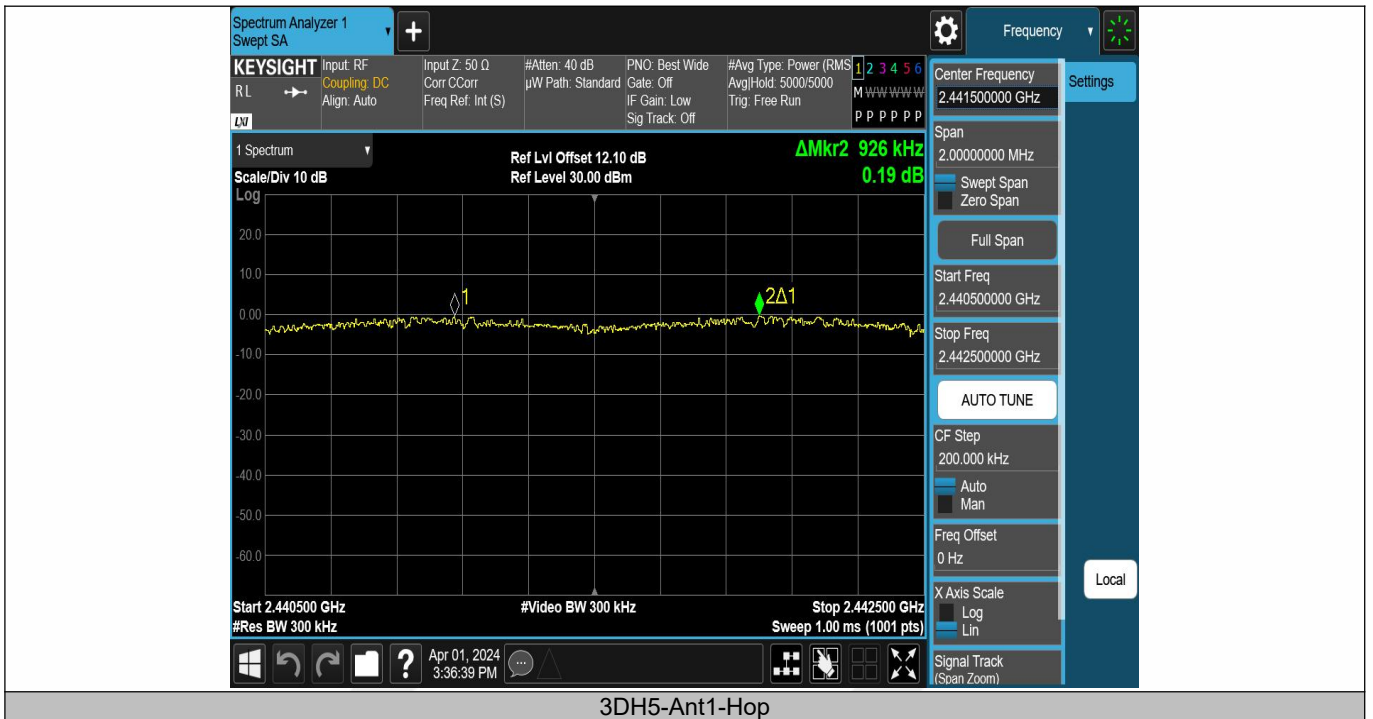 Spectrum Analyzer 1
Swept SA
Frequency
KEYSIGHT
RL
LXI
Input: RF
Coupling: DC
Align: Auto
Input Z: 50 Ω
Corr CCorr
Freq Ref: Int (S)
#Atten: 40 dB
µW Path: Standard
PNO: Best Wide
Gate: Off
IF Gain: Low
Sig Track: Off
#Avg Type: Power (RMS
Avg|Hold: 5000/5000
Trig: Free Run
1 2 3 4 5 6
M W W W W W
P P P P P P
1 Spectrum
Scale/Div 10 dB
Log
Ref Lvl Offset 12.10 dB
Ref Level 30.00 dBm
ΔMkr2 926 kHz
0.19 dB
20.0
10.0
0.00
-10.0
-20.0
-30.0
-40.0
-50.0
-60.0
1
2Δ1
Start 2.440500 GHz
#Res BW 300 kHz
#Video BW 300 kHz
Stop 2.442500 GHz
Sweep 1.00 ms (1001 pts)
Center Frequency
2.441500000 GHz
Settings
Span
2.00000000 MHz
Swept Span
Zero Span
Full Span
Start Freq
2.440500000 GHz
Stop Freq
2.442500000 GHz
AUTO TUNE
CF Step
200.000 kHz
Auto
Man
Freq Offset
0 Hz
Local
X Axis Scale
Log
Lin
Signal Track
(Span Zoom)
?
Apr 01, 2024
3:36:39 PM
3DH5-Ant1-Hop